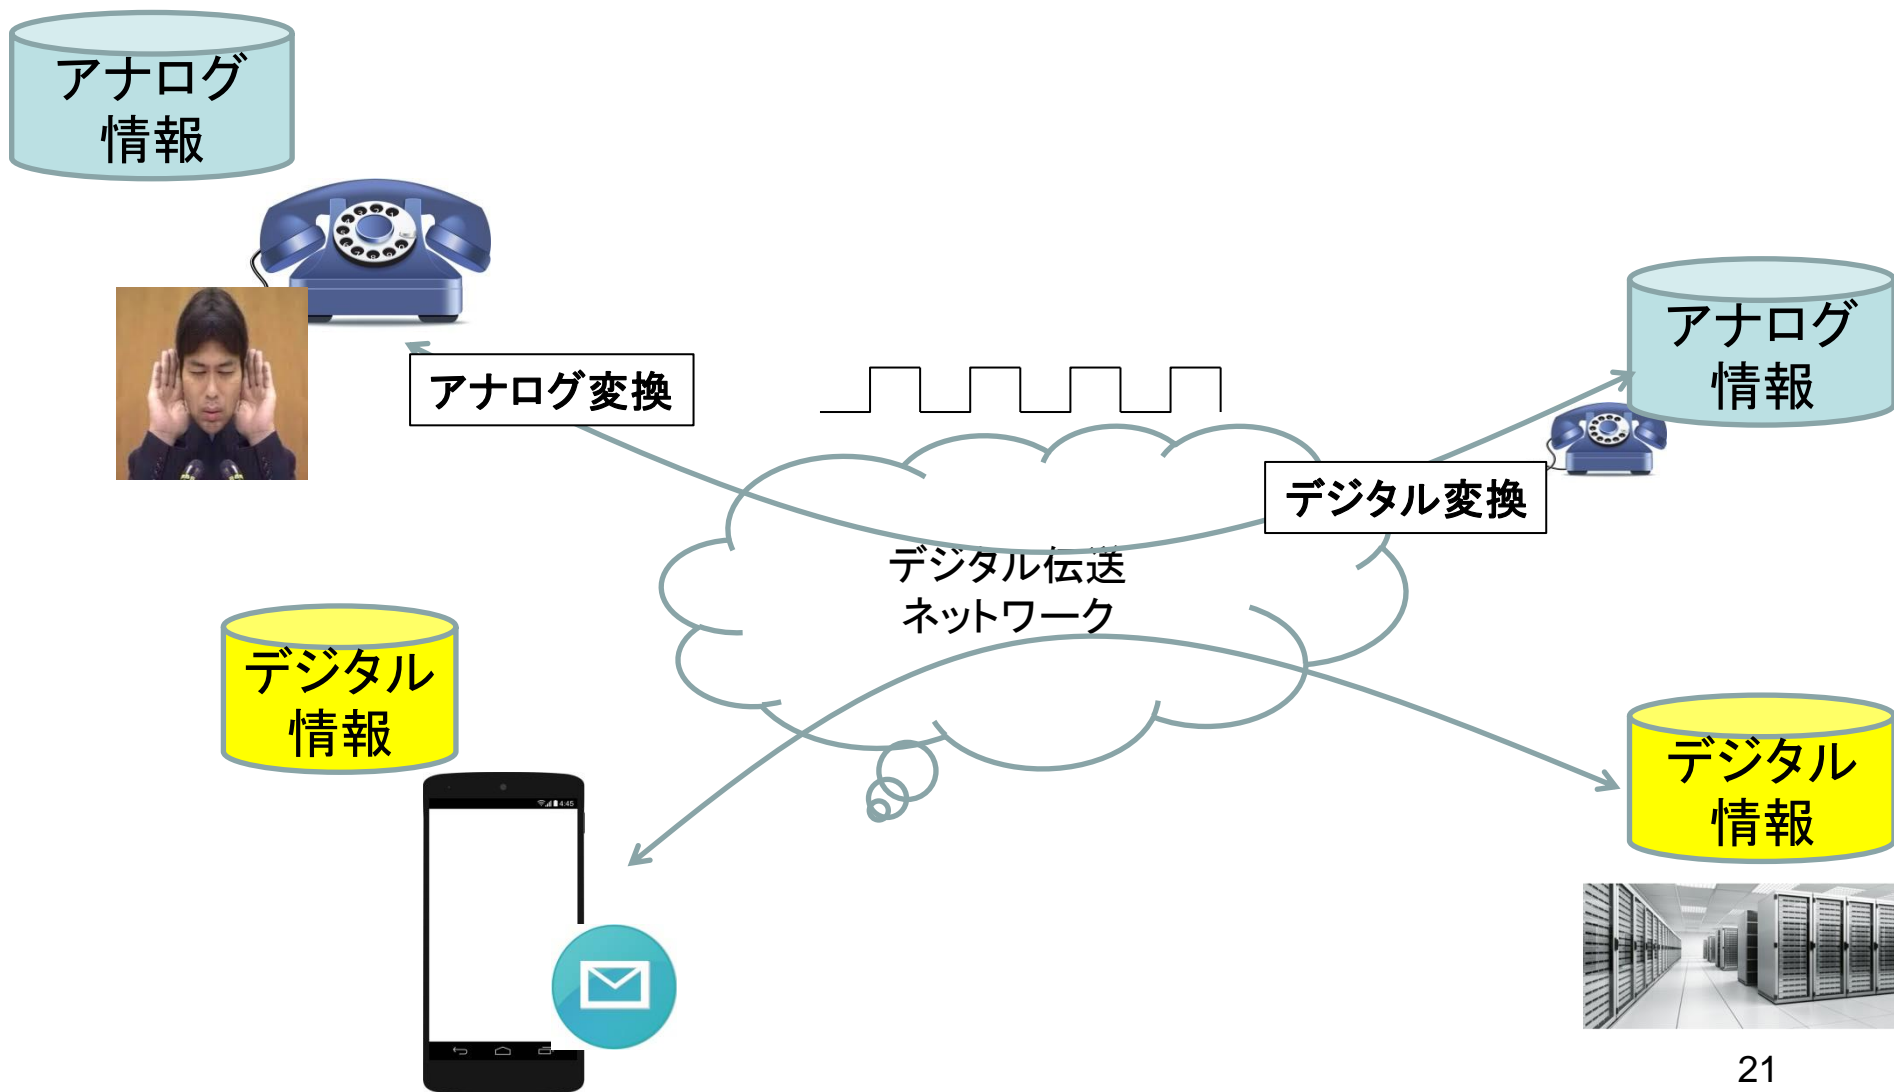 アナログ
情報
アナログ
情報
アナログ変換
デジタル変換
デジタル伝送
ネットワーク
デジタル
情報
デジタル
情報
4:45
21